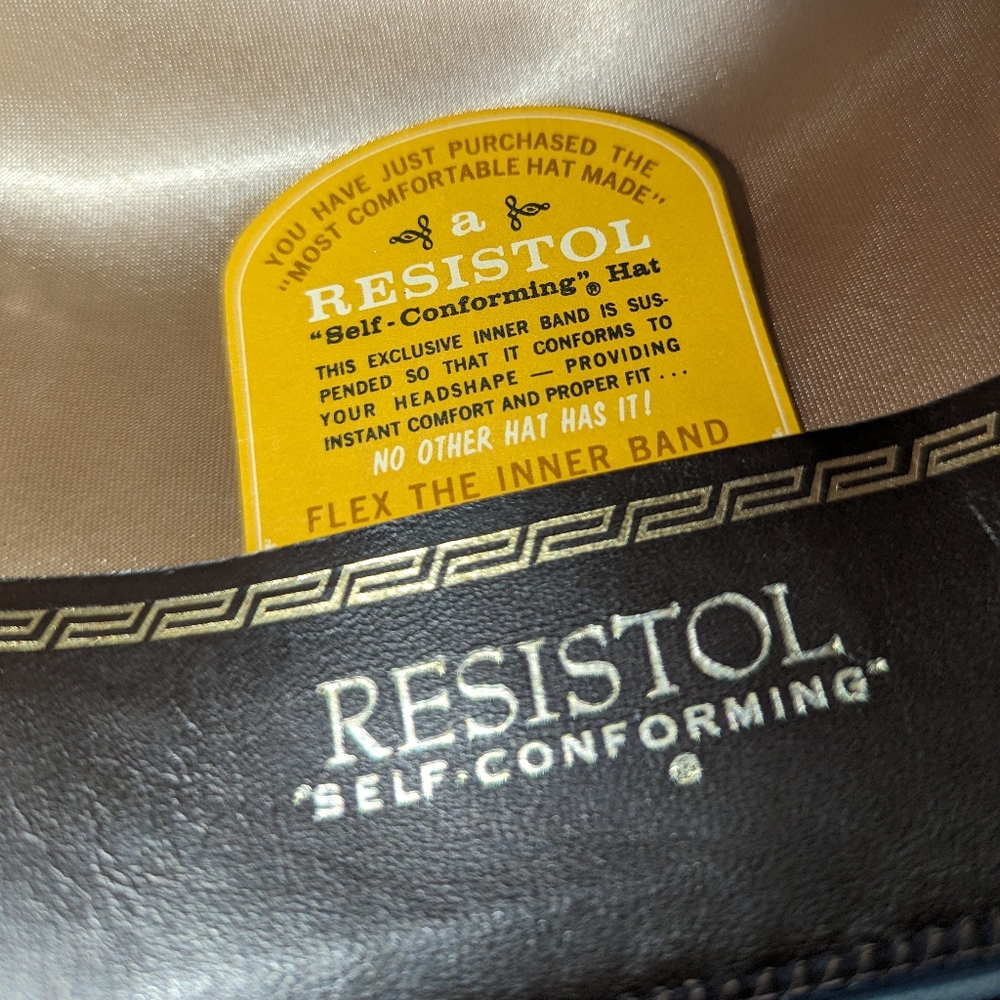 YOU HAVE JUST PURCHASED THE
"MOST COMFORTABLE HAT MADE"
a
RESISTOL
"Self-Conforming"® Hat
THIS EXCLUSIVE INNER BAND IS SUS-
PENDED SO THAT IT CONFORMS TO
YOUR HEADSHAPE — PROVIDING
INSTANT COMFORT AND PROPER FIT ...
NO OTHER HAT HAS IT!
FLEX THE INNER BAND
RESISTOL
"SELF-CONFORMING"
®